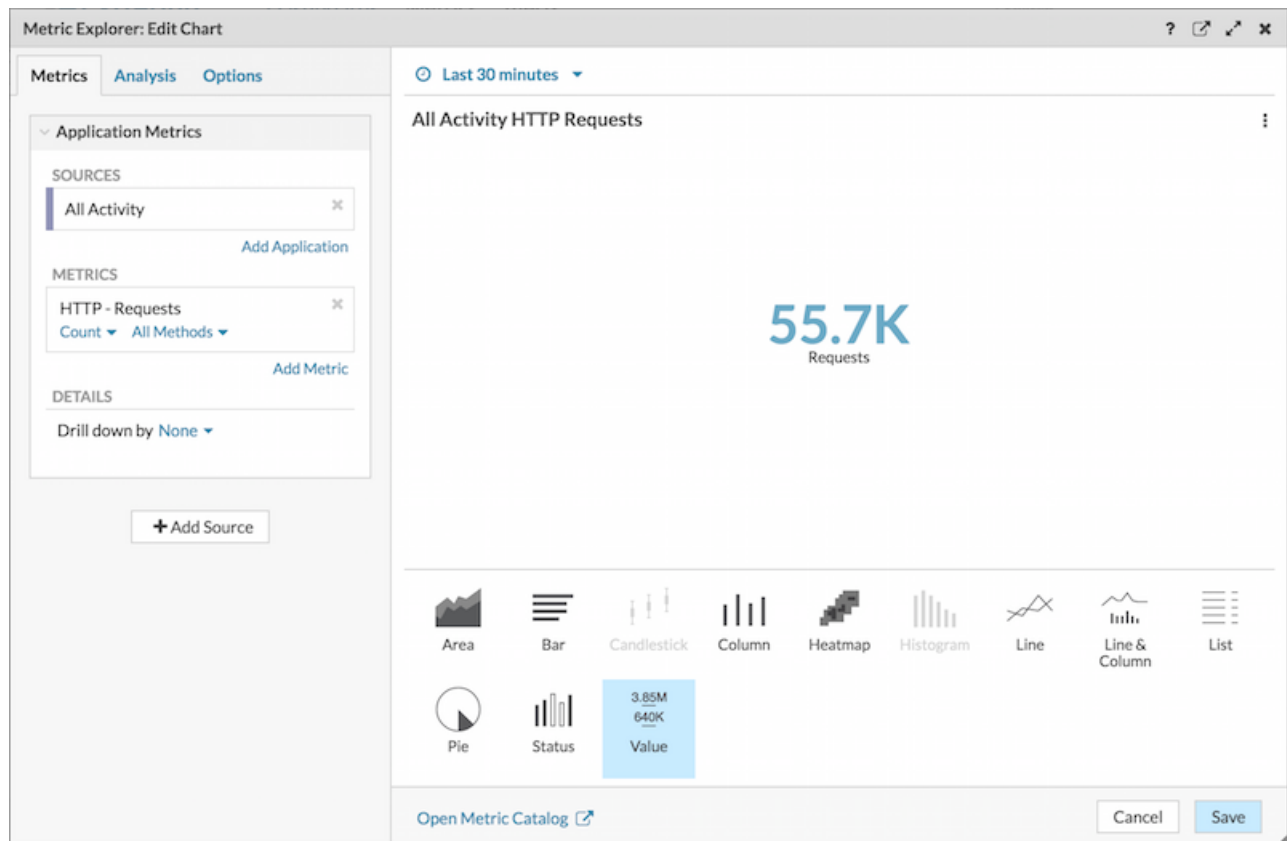 Metric Explorer: Edit Chart
?
Metrics Analysis Options
Last 30 minutes
Application Metrics
SOURCES
All Activity
Add Application
METRICS
HTTP - Requests
Count All Methods
Add Metric
DETAILS
Drill down by None
+ Add Source
All Activity HTTP Requests
55.7K
Requests
Area Bar Candlestick Column Heatmap Histogram Line Line & Column List
3.85M
640K
Pie Status Value
Open Metric Catalog
Cancel Save